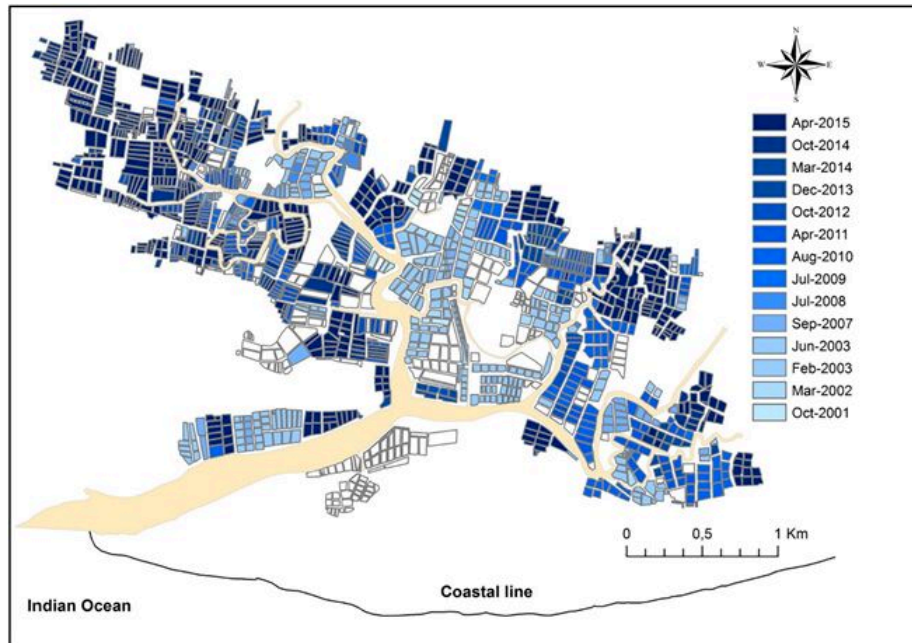 N
W E
S
Apr-2015
Oct-2014
Mar-2014
Dec-2013
Oct-2012
Apr-2011
Aug-2010
Jul-2009
Jul-2008
Sep-2007
Jun-2003
Feb-2003
Mar-2002
Oct-2001
0 0,5 1 Km
Coastal line
Indian Ocean